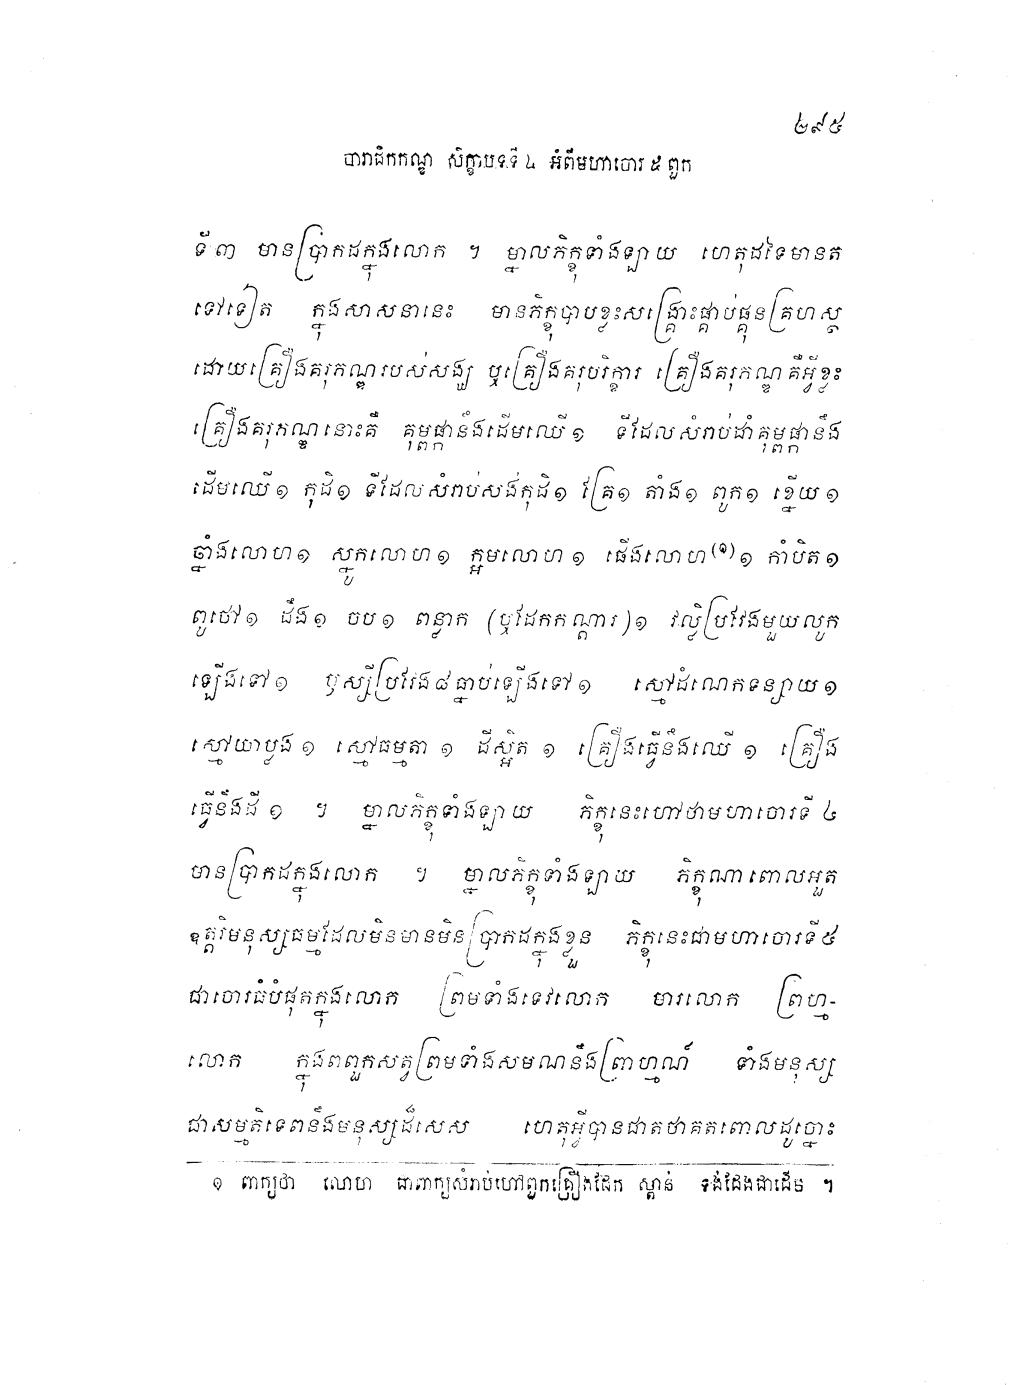 ២៩៥
បារាជិកកណ្ឌ សិក្ខាបទទី ៤ អំពីមហាចោរ ៥ ពួក
ទី៣ មានប្រាកដក្នុងលោក ។ ម្នាលភិក្ខុទាំងឡាយ ហេតុដទៃមានត
ទៅទៀត ក្នុងសាសនានេះ មានភិក្ខុបាបខ្លះសង្គ្រោះផ្គាប់ផ្គុនគ្រហស្ថ
ដោយគ្រឿងគរុភណ្ឌរបស់សង្ឃ ឬគ្រឿងគរុបរិក្ខារ គ្រឿងគរុភណ្ឌគឺអ្វីខ្លះ
គ្រឿងគរុភណ្ឌនោះគឺ គុម្ពផ្កានឹងដើមឈើ១ ទីដែលសំរាប់ដាំគុម្ពផ្កានឹង
ដើមឈើ១ កុដិ១ ទីដែលសំរាប់សង់កុដិ១ គ្រែ១ តាំង១ ពូក១ ខ្នើយ១
ឆ្នាំងលោហ១ ស្នូកលោហ១ ក្អមលោហ១ ផើងលោហ(១)១ កាំបិត១
ពូថៅ១ ដឹង១ ចប១ ពន្លាក (ឬដែកកណ្តារ)១ វល្លិ៍ប្រវែងមួយលូក
ឡើងទៅ១ ឫស្សីប្រវែង៨ធ្នាប់ឡើងទៅ១ ស្មៅដំណេកទន្សាយ១
ស្មៅយាប្លង១ ស្មៅធម្មតា១ ដីស្អិត១ គ្រឿងធ្វើនឹងឈើ១ គ្រឿង
ធ្វើនឹងដី១ ។ ម្នាលភិក្ខុទាំងឡាយ ភិក្ខុនេះហៅថាមហាចោរទី ៤
មានប្រាកដក្នុងលោក ។ ម្នាលភិក្ខុទាំងឡាយ ភិក្ខុណាពោលអួត
ឧត្តរិមនុស្សធម្មដែលមិនមានមិនប្រាកដក្នុងខ្លួន ភិក្ខុនេះជាមហាចោរទី៥
ជាចោរធំបំផុតក្នុងលោក ព្រមទាំងទេវលោក មារលោក ព្រហ្ម-
លោក ក្នុងពពួកសត្វព្រមទាំងសមណនឹងព្រាហ្មណ៍ ទាំងមនុស្ស
ជាសម្មតិទេពនឹងមនុស្សដ៏សេស ហេតុអ្វីបានជាតថាគតពោលដូច្នោះ
១ ពាក្យថា លោហ ជាពាក្យសំរាប់ហៅពួកគ្រឿងដែក ស្ពាន់ ទង់ដែងជាដើម ។